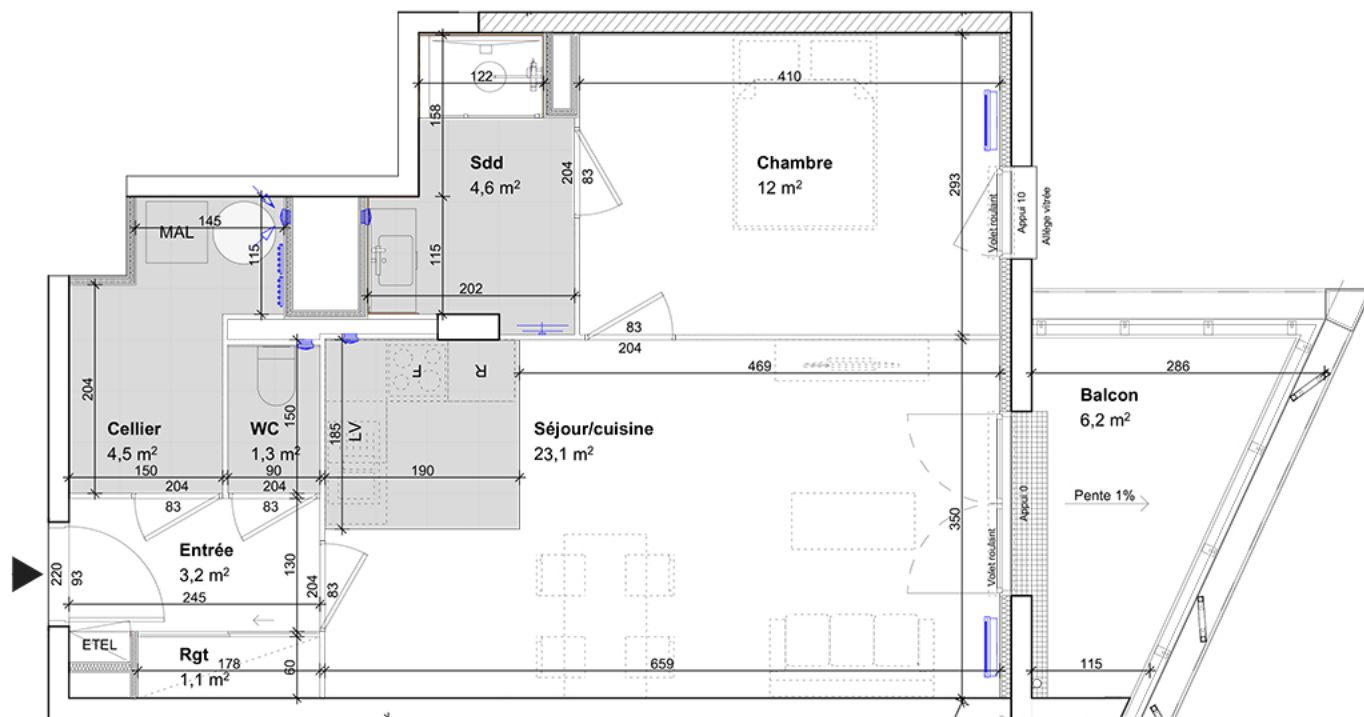 122
410
158
Sdd
4,6 m²
204
83
Chambre
12 m²
293
Volet roulant
Appui 10
Allège vitrée
145
MAL
115
115
202
83
204
469
286
F
R
204
150
185
LV
Cellier
4,5 m²
WC
1,3 m²
Séjour/cuisine
23,1 m²
Balcon
6,2 m²
150
90
190
204
204
83
83
Appui 0
Pente 1%
350
Entrée
3,2 m²
130
204
83
220
93
245
Volet roulant
ETEL
Rgt
1,1 m²
178
60
659
115